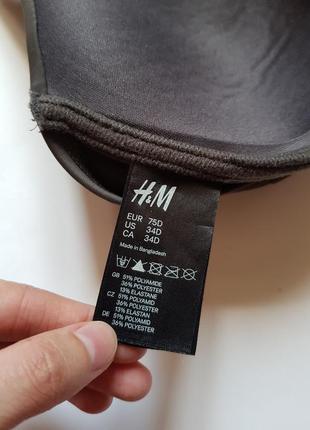 H&M
EUR 75D
US 34D
CA 34D
Made in Bangladesh
GB 51% POLYAMIDE
36% POLYESTER
13% ELASTANE
CZ 51% POLYAMID
36% POLYESTER
13% ELASTAN
DE 51% POLYAMID
36% POLYESTER